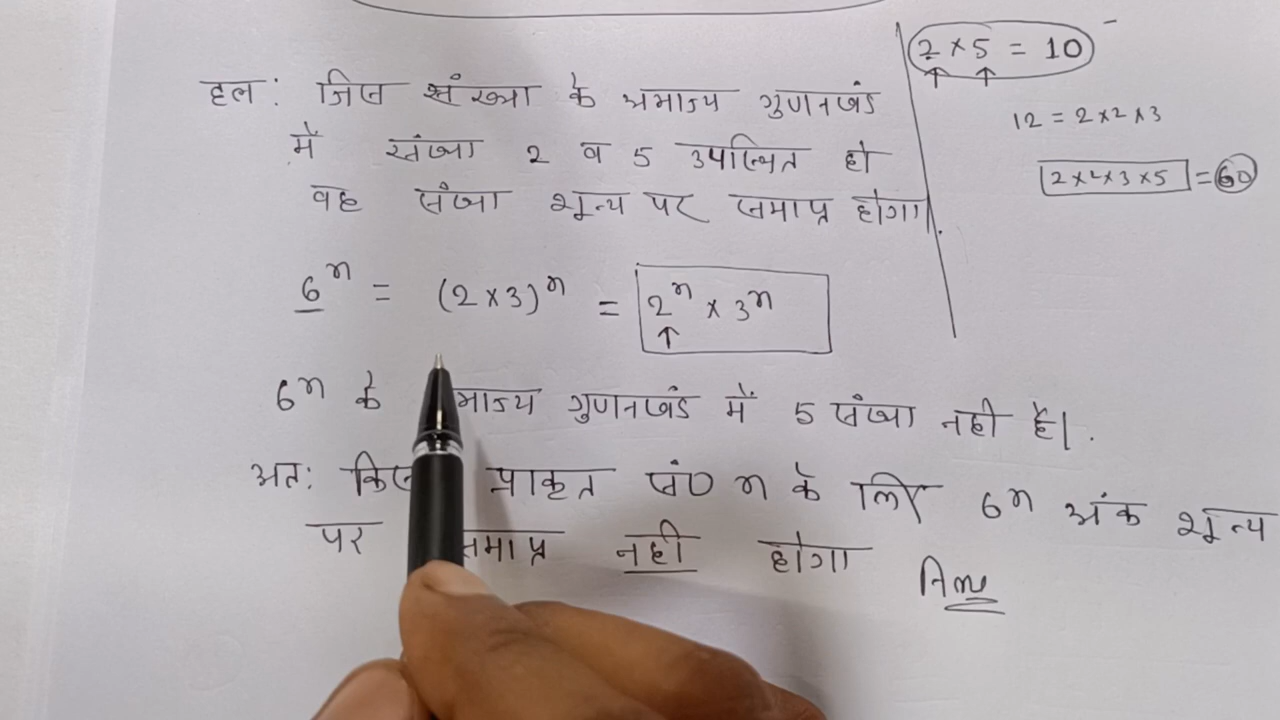 हल: जिस संख्या के अभाज्य गुणनखंड
में संख्या 2 व 5 उपस्थित हो
वह संख्या शून्य पर समाप्त होगा।
6ⁿ = (2×3)ⁿ = 2ⁿ × 3ⁿ
6ⁿ के भाज्य गुणनखंड में 5 संख्या नही है।.
अतः प्राकृत सं० n के लिए 6ⁿ अंक शून्य
पर समाप्त नही होगा Ans
2 × 5 = 10
12 = 2×2×3
2×2×3×5 = 60